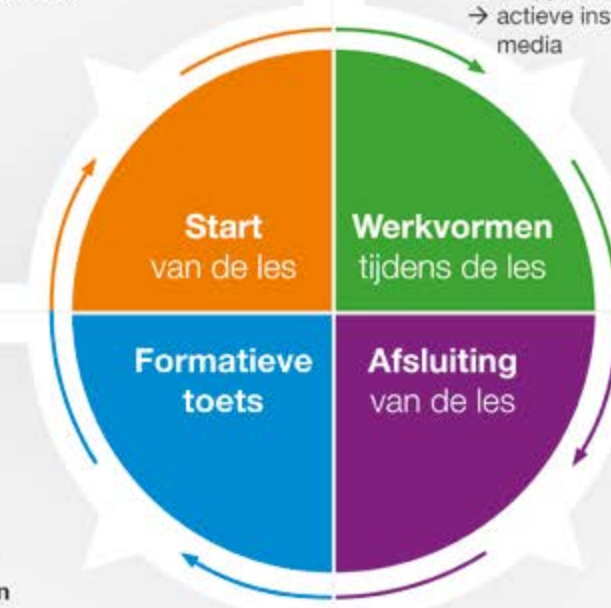 → actieve ins
media
Start
van de les
Werkvormen
tijdens de les
Formatieve
toets
Afsluiting
van de les
n